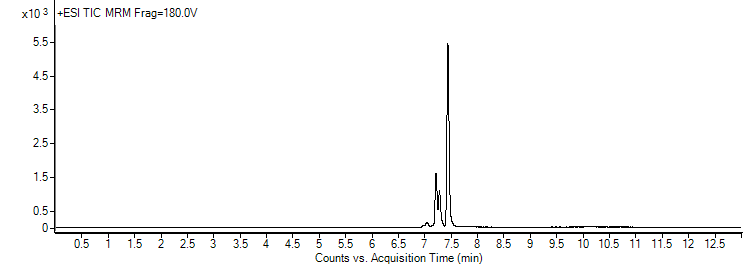 x10 3 +ESI TIC MRM Frag=180.0V
5.5
4.5
3.5
2.5
1.5
0.5
0
0.5 1 1.5 2 2.5 3 3.5 4 4.5 5 5.5 6 6.5 7 7.5 8 8.5 9 9.5 10 10.5 11 11.5 12 12.5
Counts vs. Acquisition Time (min)